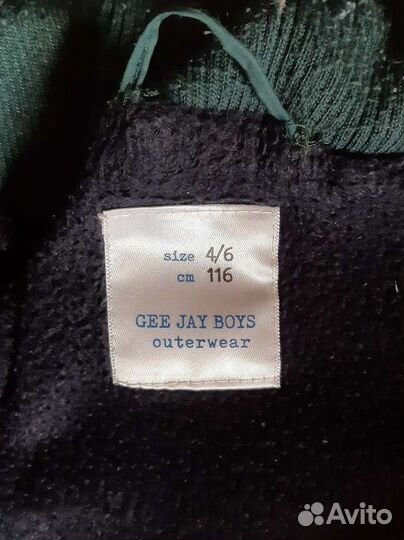 size 4/6
cm 116
GEE JAY BOYS
outerwear
Avito